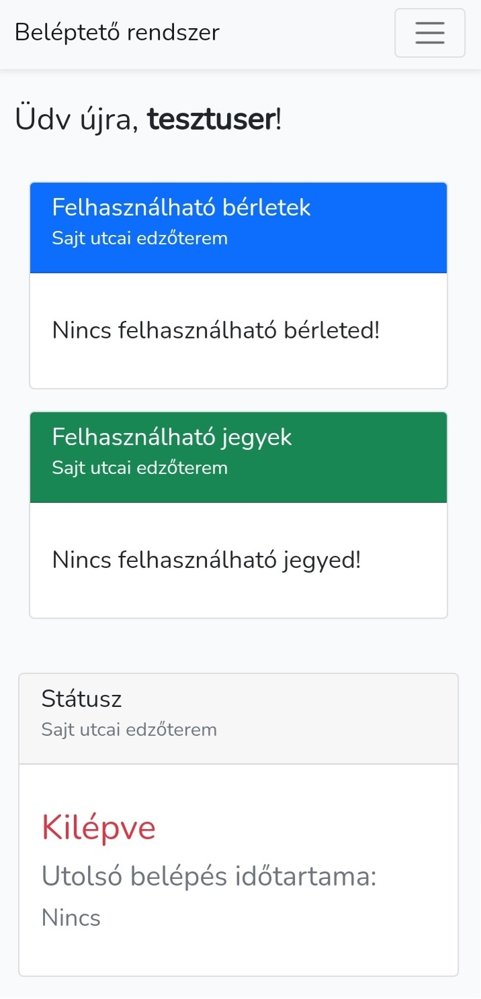 Beléptető rendszer
Üdv újra, tesztuser!
Felhasználható bérletek
Sajt utcai edzőterem
Nincs felhasználható bérleted!
Felhasználható jegyek
Sajt utcai edzőterem
Nincs felhasználható jegyed!
Státusz
Sajt utcai edzőterem
Kilépve
Utolsó belépés időtartama:
Nincs